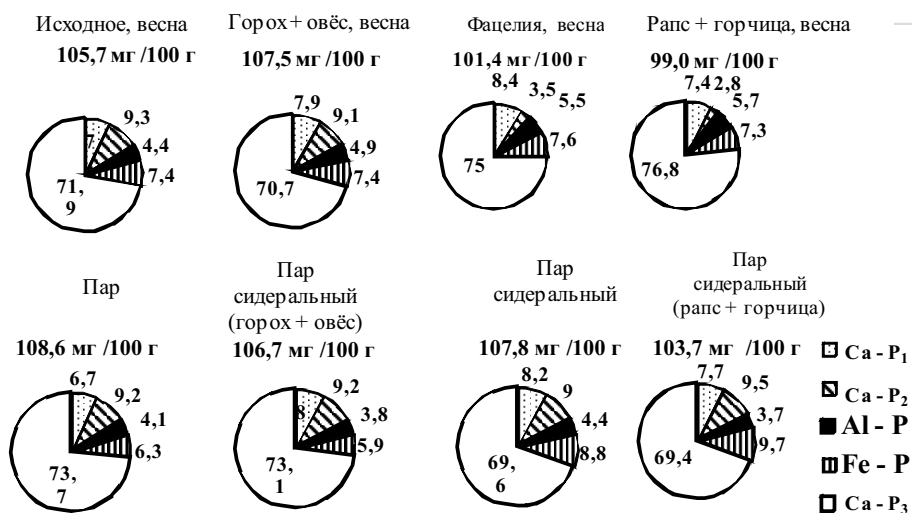 Исходное, весна
105,7 мг /100 г
7
9,3
4,4
7,4
71,
9
Горох + овёс, весна
107,5 мг /100 г
7,9
9,1
4,9
7,4
70,7
Фацелия, весна
101,4 мг /100 г
8,4
3,5
5,5
7,6
75
Рапс + горчица, весна
99,0 мг /100 г
7,4
2,8
5,7
7,3
76,8
Пар
108,6 мг /100 г
6,7
9,2
4,1
6,3
73,
7
Пар
сидеральный
(горох + овёс)
106,7 мг /100 г
8
9,2
3,8
5,9
73,
1
Пар
сидеральный
107,8 мг /100 г
8,2
9
4,4
8,8
69,
6
Пар
сидеральный
(рапс + горчица)
103,7 мг /100 г
7,7
9,5
3,7
9,7
69,4
Ca - P₁
Ca - P₂
Al - P
Fe - P
Ca - P₃